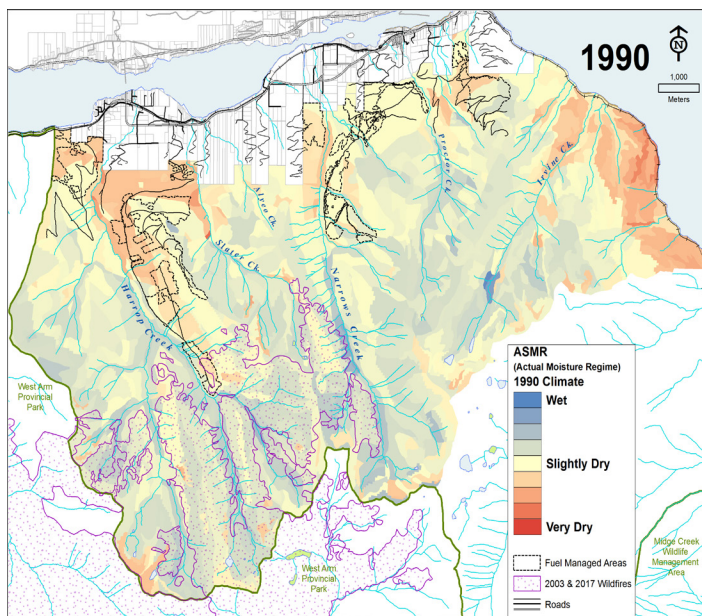 1990
N
1,000
Meters
Alree Ck.
Slater Ck.
Harrop Creek
Narrows Creek
Proctor Ck.
Irvine Ck.
West Arm
Provincial
Park
West Arm
Provincial
Park
Midge Creek
Wildlife
Management
Area
ASMR
(Actual Moisture Regime)
1990 Climate
Wet
Slightly Dry
Very Dry
Fuel Managed Areas
2003 & 2017 Wildfires
Roads